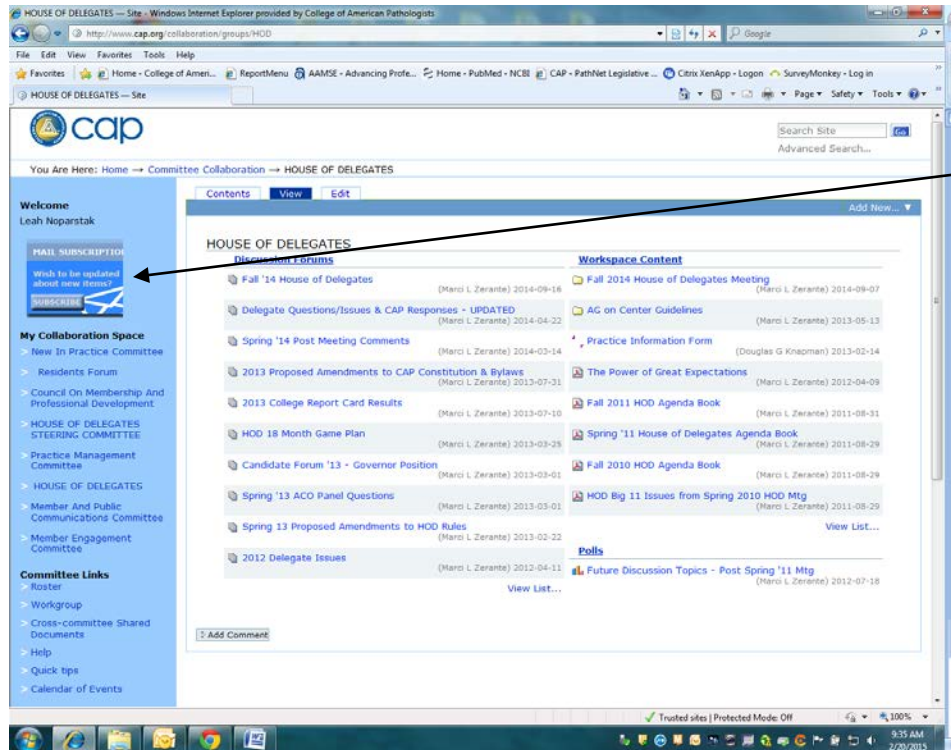 HOUSE OF DELEGATES — Site - Windows Internet Explorer provided by College of American Pathologists
http://www.cap.org/collaboration/groups/HOD
Google
File Edit View Favorites Tools Help
Favorites Home - College of Ameri... ReportMenu AAMSE - Advancing Profe... Home - PubMed - NCBI CAP - PathNet Legislative ... Citrix XenApp - Logon SurveyMonkey - Log in
HOUSE OF DELEGATES — Site
Page Safety Tools
cap
Search Site Go
Advanced Search...
You Are Here: Home → Committee Collaboration → HOUSE OF DELEGATES
Welcome
Leah Noparstak
MAIL SUBSCRIPTION
Wish to be updated
about new items?
SUBSCRIBE
My Collaboration Space
> New In Practice Committee
> Residents Forum
> Council On Membership And
Professional Development
> HOUSE OF DELEGATES
STEERING COMMITTEE
> Practice Management
Committee
> HOUSE OF DELEGATES
> Member And Public
Communications Committee
> Member Engagement
Committee
Committee Links
> Roster
> Workgroup
> Cross-committee Shared
Documents
> Help
> Quick tips
> Calendar of Events
Contents View Edit
Add New... ▼
HOUSE OF DELEGATES
Discussion Forums
Fall '14 House of Delegates
(Marci L Zerante) 2014-09-16
Delegate Questions/Issues & CAP Responses - UPDATED
(Marci L Zerante) 2014-04-22
Spring '14 Post Meeting Comments
(Marci L Zerante) 2014-03-14
2013 Proposed Amendments to CAP Constitution & Bylaws
(Marci L Zerante) 2013-07-31
2013 College Report Card Results
(Marci L Zerante) 2013-07-10
HOD 18 Month Game Plan
(Marci L Zerante) 2013-03-25
Candidate Forum '13 - Governor Position
(Marci L Zerante) 2013-03-01
Spring '13 ACO Panel Questions
(Marci L Zerante) 2013-03-01
Spring 13 Proposed Amendments to HOD Rules
(Marci L Zerante) 2013-02-22
2012 Delegate Issues
(Marci L Zerante) 2012-04-11
View List...
Workspace Content
Fall 2014 House of Delegates Meeting
(Marci L Zerante) 2014-09-07
AG on Center Guidelines
(Marci L Zerante) 2013-05-13
Practice Information Form
(Douglas G Knapman) 2013-02-14
The Power of Great Expectations
(Marci L Zerante) 2012-04-09
Fall 2011 HOD Agenda Book
(Marci L Zerante) 2011-08-31
Spring '11 House of Delegates Agenda Book
(Marci L Zerante) 2011-08-29
Fall 2010 HOD Agenda Book
(Marci L Zerante) 2011-08-29
HOD Big 11 Issues from Spring 2010 HOD Mtg
(Marci L Zerante) 2011-08-29
View List...
Polls
Future Discussion Topics - Post Spring '11 Mtg
(Marci L Zerante) 2012-07-18
Add Comment
Trusted sites | Protected Mode: Off 100%
9:35 AM
2/20/2015